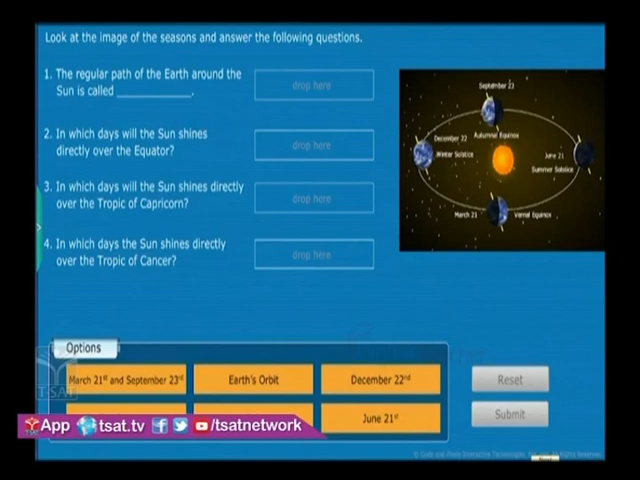 Look at the image of the seasons and answer the following questions.
1. The regular path of the Earth around the
Sun is called ____________.
drop here
2. In which days will the Sun shines
directly over the Equator?
drop here
3. In which days will the Sun shines directly
over the Tropic of Capricorn?
drop here
4. In which days the Sun shines directly
over the Tropic of Cancer?
drop here
September 23
Autumnal Equinox
December 22
Winter Solstice
June 21
Summer Solstice
March 21
Vernal Equinox
Options
March 21st and September 23rd
Earth's Orbit
December 22nd
Reset
June 21st
Submit
T-SAT
App tsat.tv /tsatnetwork